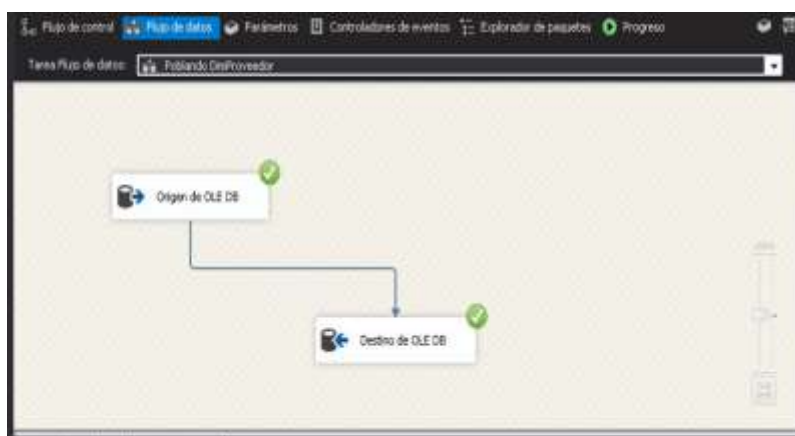 Flujo de control Flujo de datos Parámetros Controladores de eventos Explorador de paquetes Progreso
Tarea Flujo de datos: Poblando DimProveedor
Origen de OLE DB
Destino de OLE DB